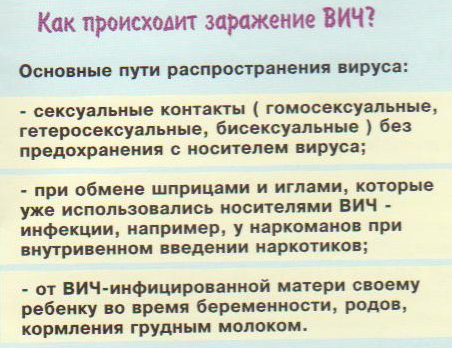 Как происходит заражение ВИЧ?
Основные пути распространения вируса:
- сексуальные контакты ( гомосексуальные,
гетеросексуальные, бисексуальные ) без
предохранения с носителем вируса;
- при обмене шприцами и иглами, которые
уже использовались носителями ВИЧ -
инфекции, например, у наркоманов при
внутривенном введении наркотиков;
- от ВИЧ-инфицированной матери своему
ребенку во время беременности, родов,
кормления грудным молоком.